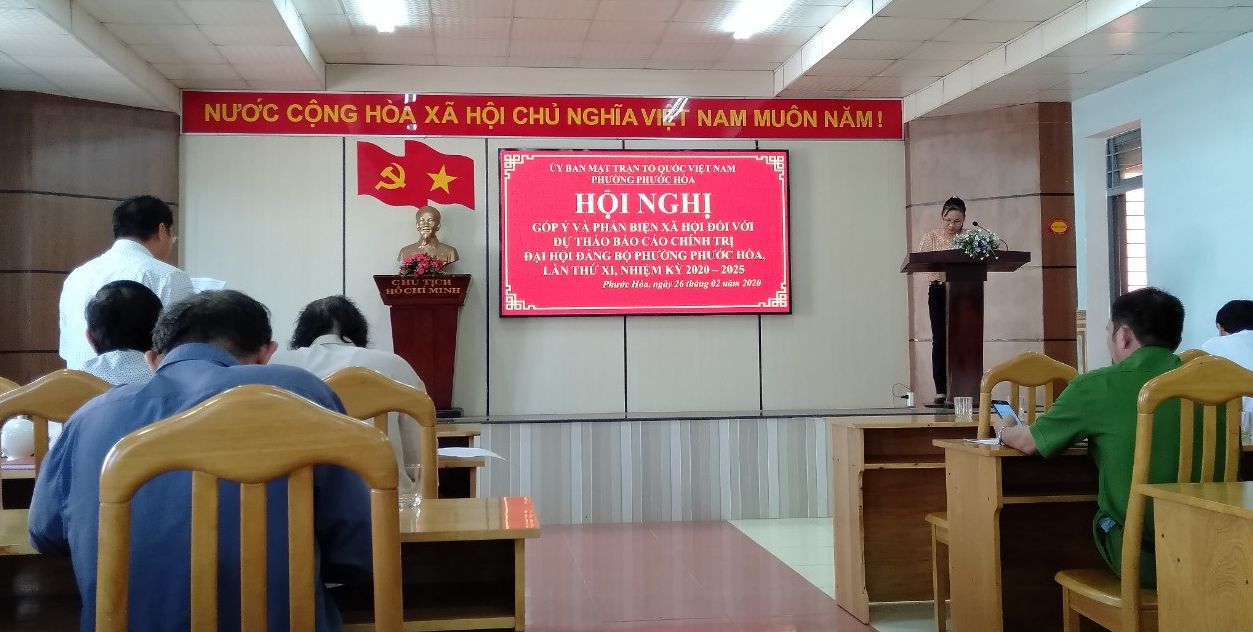 NƯỚC CỘNG HÒA XÃ HỘI CHỦ NGHĨA VIỆT NAM MUÔN NĂM!
ỦY BAN MẶT TRẬN TỔ QUỐC VIỆT NAM
PHƯỜNG PHƯỚC HÒA
HỘI NGHỊ
GÓP Ý VÀ PHẢN BIỆN XÃ HỘI ĐỐI VỚI
DỰ THẢO BÁO CÁO CHÍNH TRỊ
ĐẠI HỘI ĐẢNG BỘ PHƯỜNG PHƯỚC HÒA,
LẦN THỨ XI, NHIỆM KỲ 2020 – 2025
Phước Hòa, ngày 26 tháng 02 năm 2020
CHỦ TỊCH
HỒ CHÍ MINH